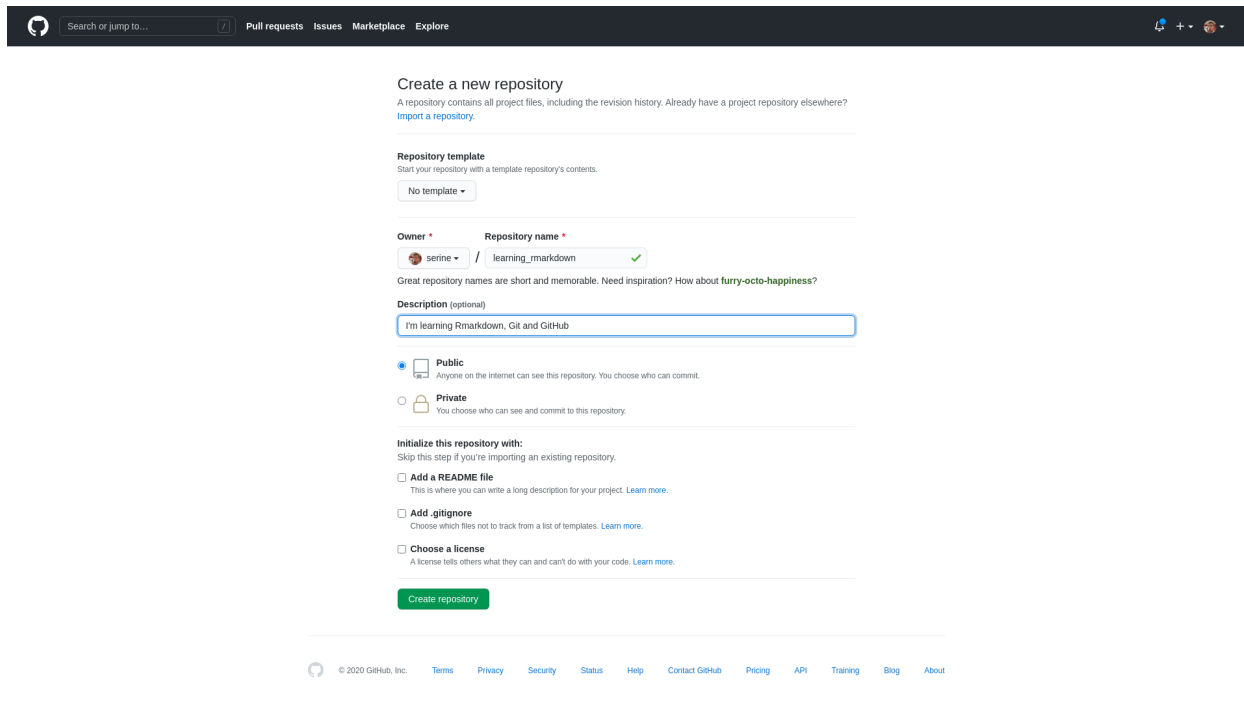 Search or jump to… /
Pull requests Issues Marketplace Explore
Create a new repository
A repository contains all project files, including the revision history. Already have a project repository elsewhere?
Import a repository.
Repository template
Start your repository with a template repository's contents.
No template
Owner * Repository name *
serine / learning_rmarkdown
Great repository names are short and memorable. Need inspiration? How about furry-octo-happiness?
Description (optional)
I'm learning Rmarkdown, Git and GitHub
Public
Anyone on the internet can see this repository. You choose who can commit.
Private
You choose who can see and commit to this repository.
Initialize this repository with:
Skip this step if you're importing an existing repository.
Add a README file
This is where you can write a long description for your project. Learn more.
Add .gitignore
Choose which files not to track from a list of templates. Learn more.
Choose a license
A license tells others what they can and can't do with your code. Learn more.
Create repository
© 2020 GitHub, Inc. Terms Privacy Security Status Help Contact GitHub Pricing API Training Blog About